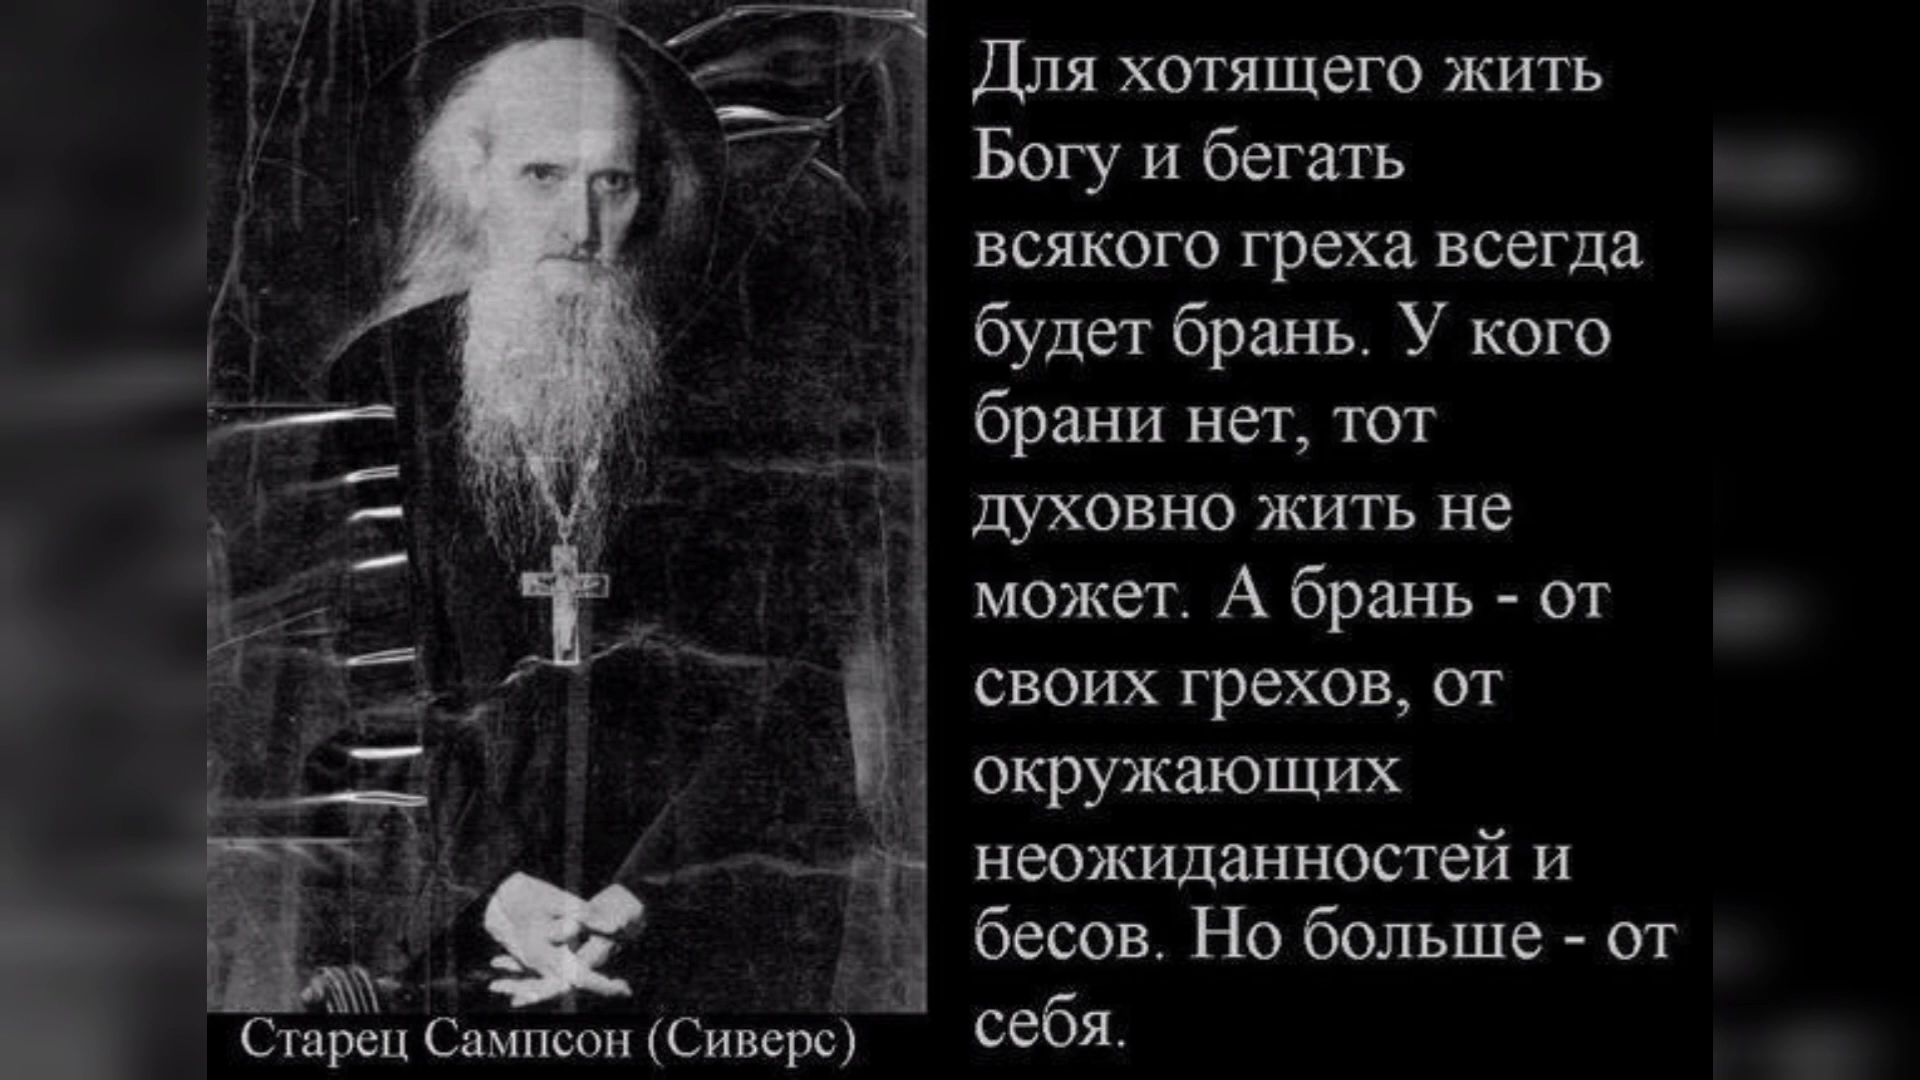 Для хотящего жить
Богу и бегать
всякого греха всегда
будет брань. У кого
брани нет, тот
духовно жить не
может. А брань - от
своих грехов, от
окружающих
неожиданностей и
бесов. Но больше - от
себя.
Старец Сампсон (Сиверс)